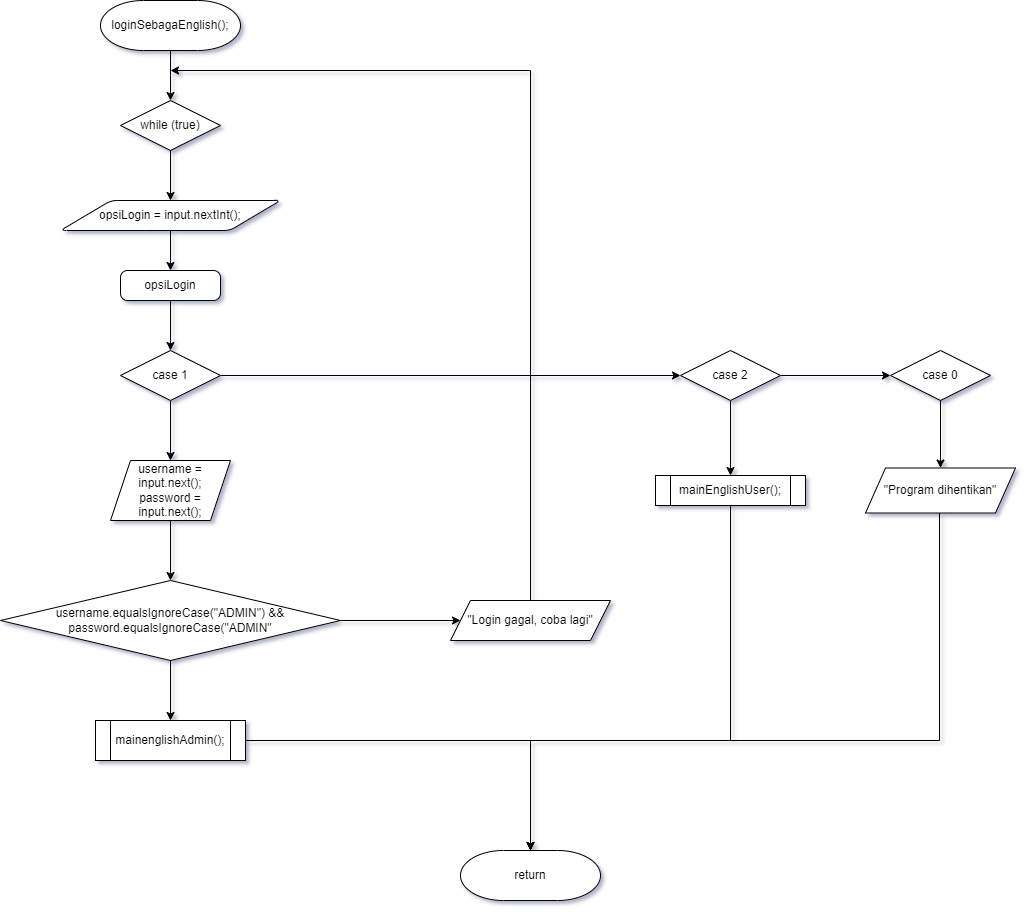 loginSebagaEnglish();
while (true)
opsiLogin = input.nextInt();
opsiLogin
case 1
case 2
case 0
username =
input.next();
password =
input.next();
mainEnglishUser();
"Program dihentikan"
username.equalsIgnoreCase("ADMIN") &&
password.equalsIgnoreCase("ADMIN"
"Login gagal, coba lagi"
mainenglishAdmin();
return